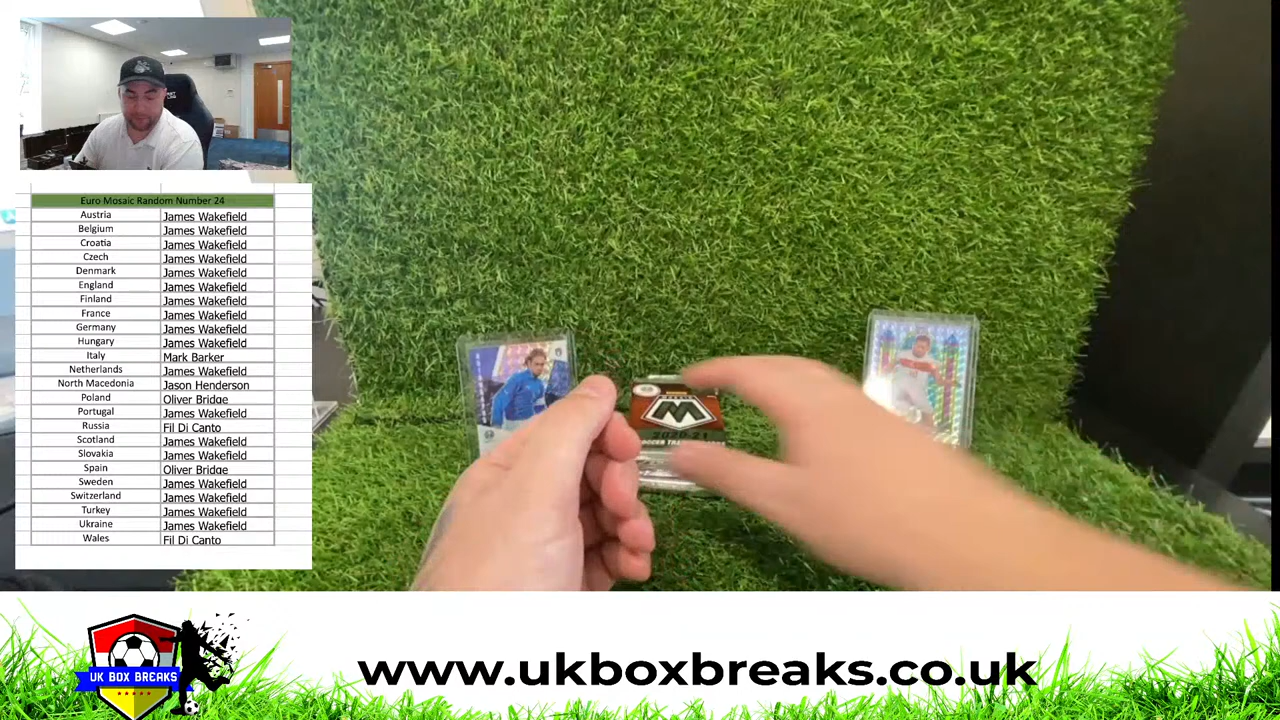 Euro Mosaic Random Number 24
Austria James Wakefield
Belgium James Wakefield
Croatia James Wakefield
Czech James Wakefield
Denmark James Wakefield
England James Wakefield
Finland James Wakefield
France James Wakefield
Germany James Wakefield
Hungary James Wakefield
Italy Mark Barker
Netherlands James Wakefield
North Macedonia Jason Henderson
Poland Oliver Bridge
Portugal James Wakefield
Russia Fil Di Canto
Scotland James Wakefield
Slovakia James Wakefield
Spain Oliver Bridge
Sweden James Wakefield
Switzerland James Wakefield
Turkey James Wakefield
Ukraine James Wakefield
Wales Fil Di Canto
M
UK BOX BREAKS
www.ukboxbreaks.co.uk